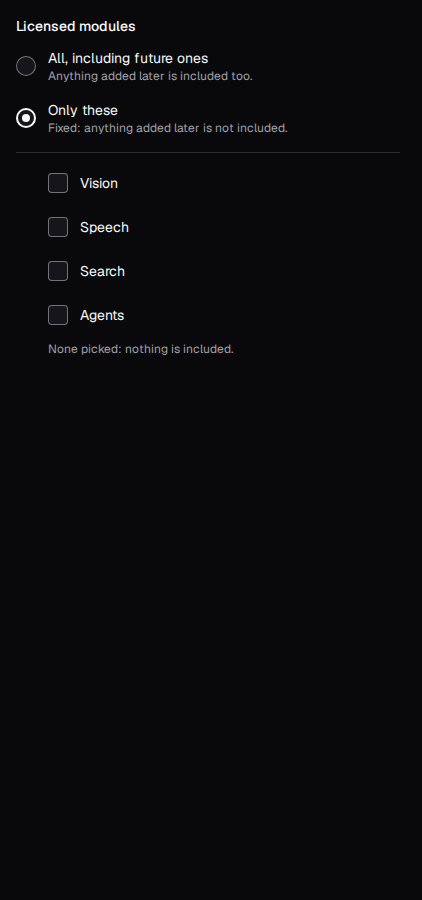 Licensed modules
All, including future ones
Anything added later is included too.
Only these
Fixed: anything added later is not included.
Vision
Speech
Search
Agents
None picked: nothing is included.